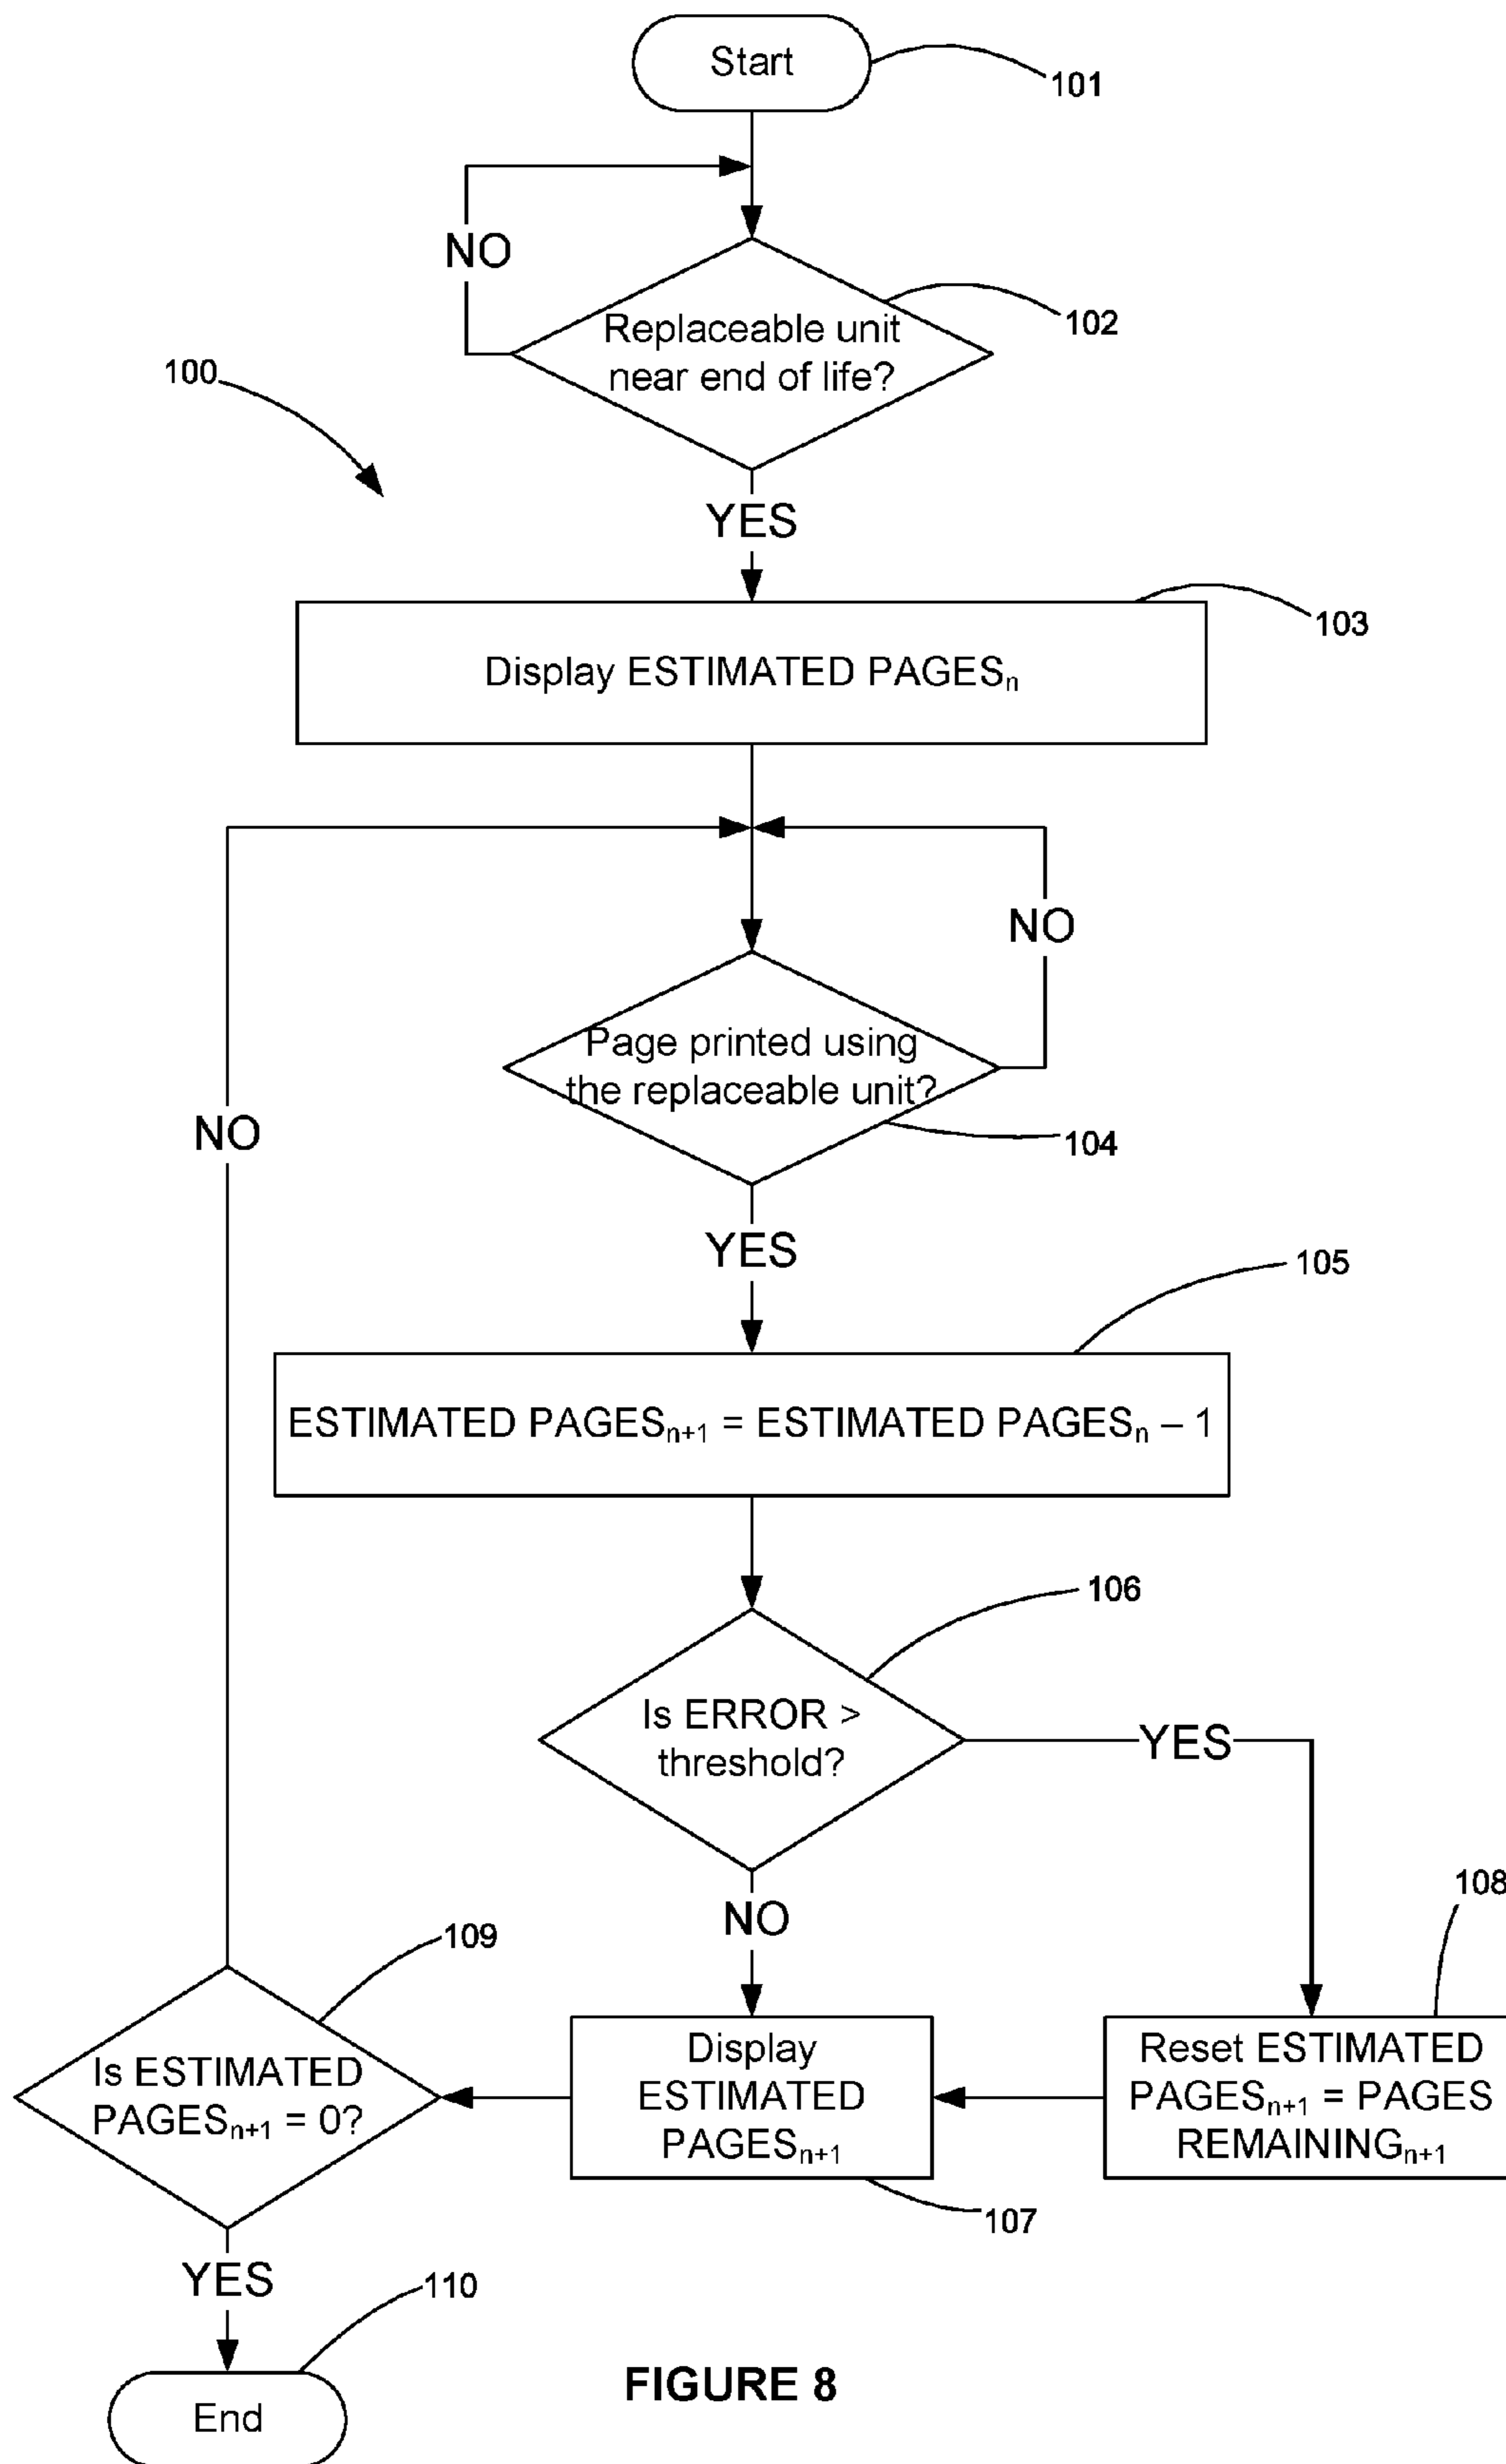 Start
101
NO
Replaceable unit
near end of life?
102
100
YES
103
Display ESTIMATED PAGESn
NO
Page printed using
the replaceable unit?
104
NO
YES
105
ESTIMATED PAGESn+1 = ESTIMATED PAGESn – 1
106
Is ERROR >
threshold?
YES
NO
108
109
Is ESTIMATED
PAGESn+1 = 0?
Display
ESTIMATED
PAGESn+1
Reset ESTIMATED
PAGESn+1 = PAGES
REMAININGn+1
107
YES
110
End
FIGURE 8